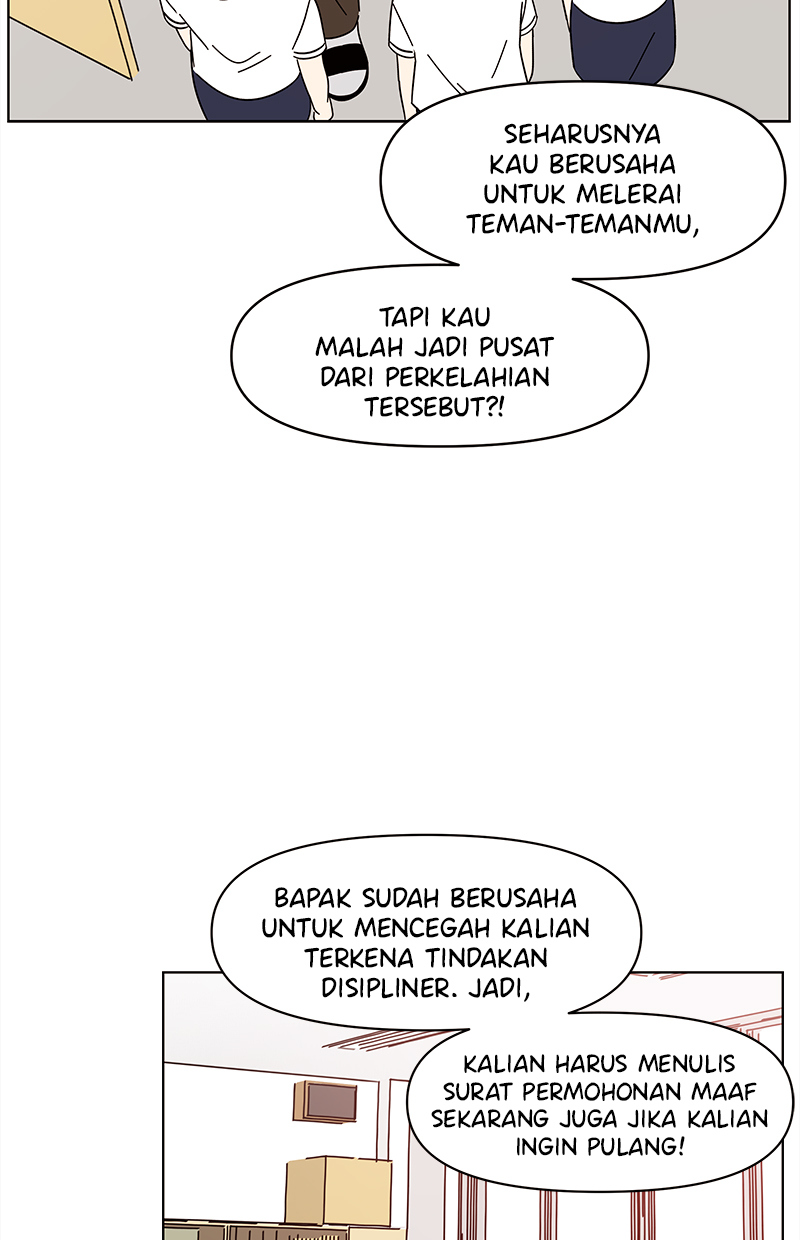 SEHARUSNYA
KAU BERUSAHA
UNTUK MELERAI
TEMAN-TEMANMU,
TAPI KAU
MALAH JADI PUSAT
DARI PERKELAHIAN
TERSEBUT?!
BAPAK SUDAH BERUSAHA
UNTUK MENCEGAH KALIAN
TERKENA TINDAKAN
DISIPLINER. JADI,
KALIAN HARUS MENULIS
SURAT PERMOHONAN MAAF
SEKARANG JUGA JIKA KALIAN
INGIN PULANG!